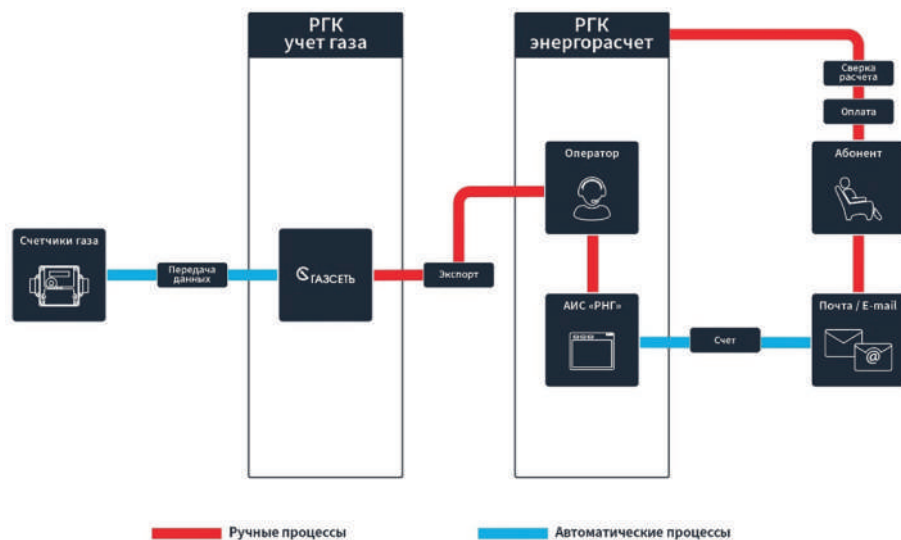 РГК
учет газа
РГК
энергорасчет
Сверка
расчета
Оплата
Оператор
Абонент
Счетчики газа
Передача
данных
ГАЗСЕТЬ
Экспорт
АИС «РНГ»
Счет
Почта / E-mail
@
Ручные процессы
Автоматические процессы